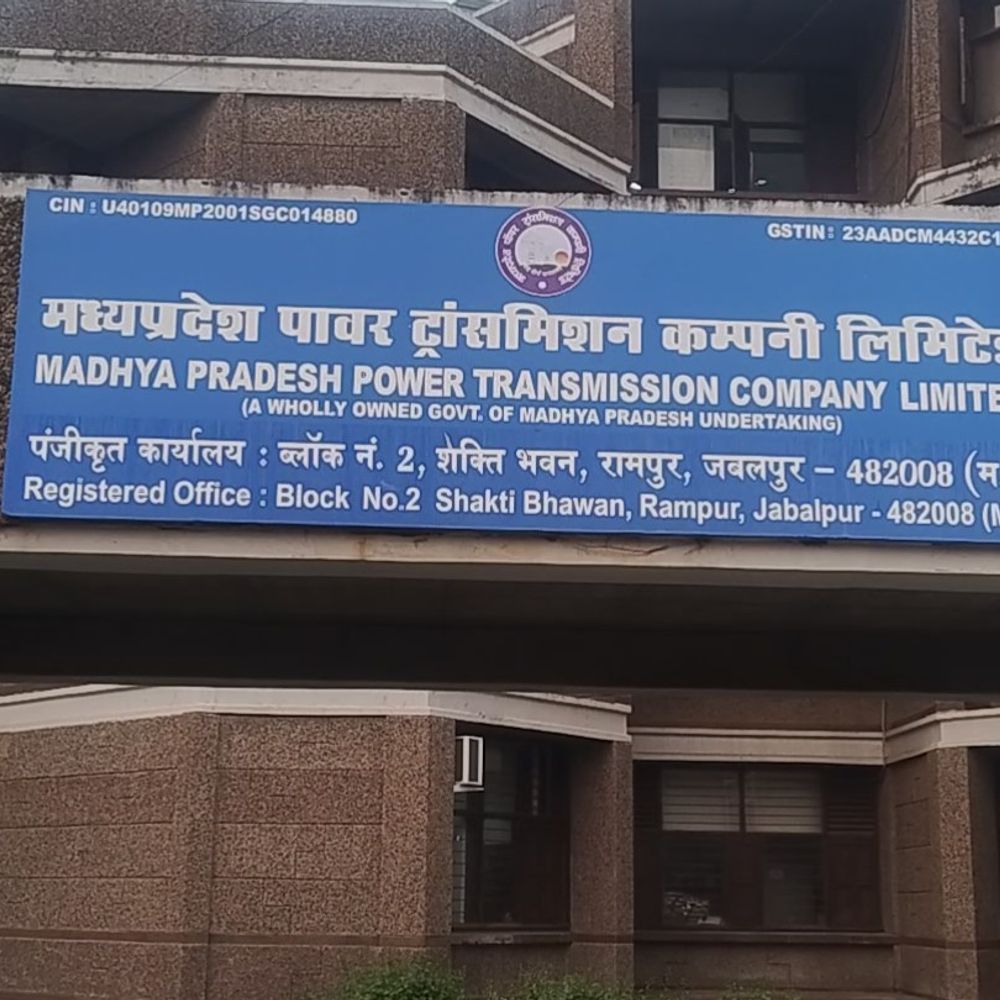 CIN : U40109MP2001SGC014880
GSTIN: 23AADCM4432C1
मध्यप्रदेश पावर ट्रांसमिशन कम्पनी लिमिटेड
MADHYA PRADESH POWER TRANSMISSION COMPANY LIMITE
(A WHOLLY OWNED GOVT. OF MADHYA PRADESH UNDERTAKING)
पंजीकृत कार्यालय : ब्लॉक नं. 2, शक्ति भवन, रामपुर, जबलपुर – 482008 (म
Registered Office : Block No.2 Shakti Bhawan, Rampur, Jabalpur - 482008 (M